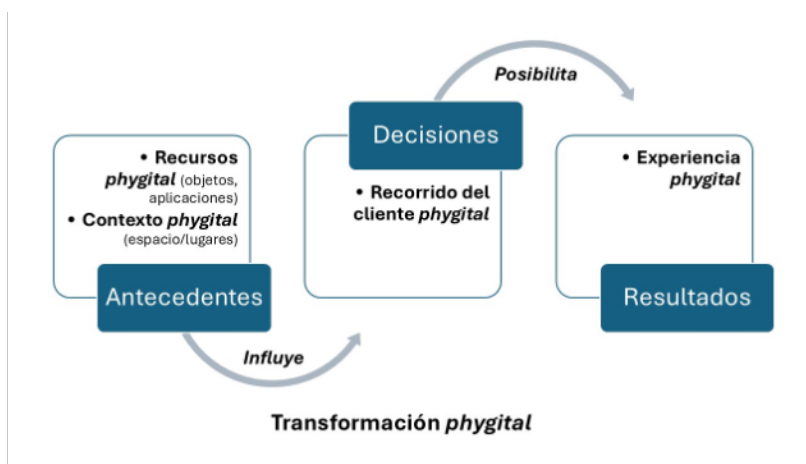 • Recursos
phygital (objetos,
aplicaciones)
• Contexto phygital
(espacio/lugares)
Antecedentes
Influye
Decisiones
• Recorrido del
cliente phygital
Posibilita
• Experiencia
phygital
Resultados
Transformación phygital